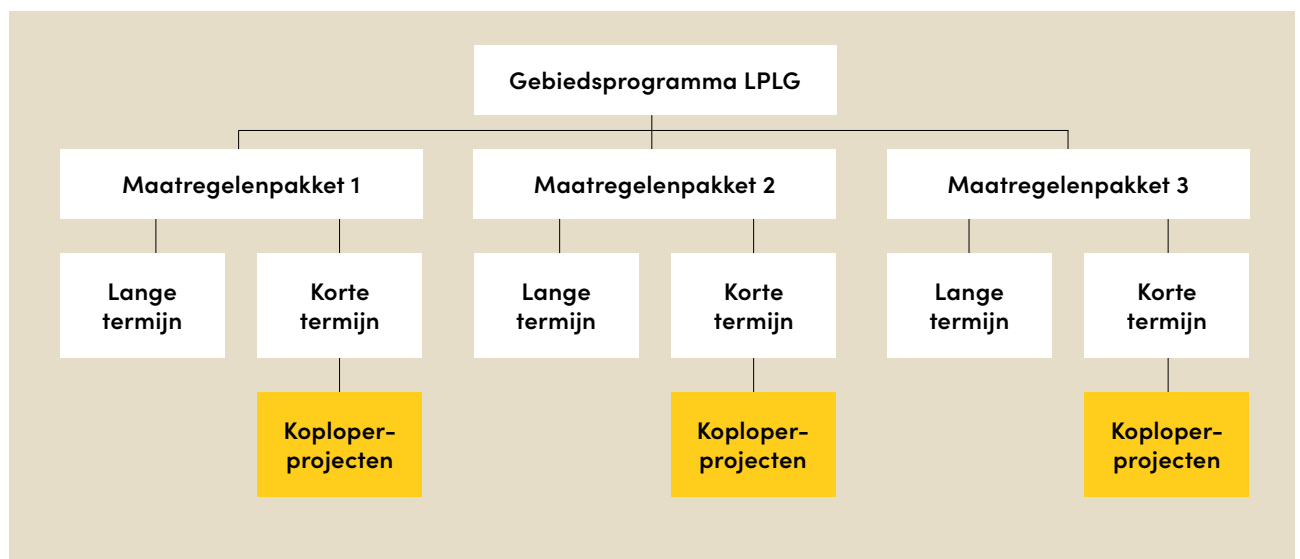 Gebiedsprogramma LPLG
Maatregelenpakket 1
Maatregelenpakket 2
Maatregelenpakket 3
Lange
termijn
Korte
termijn
Lange
termijn
Korte
termijn
Lange
termijn
Korte
termijn
Koploper-
projecten
Koploper-
projecten
Koploper-
projecten